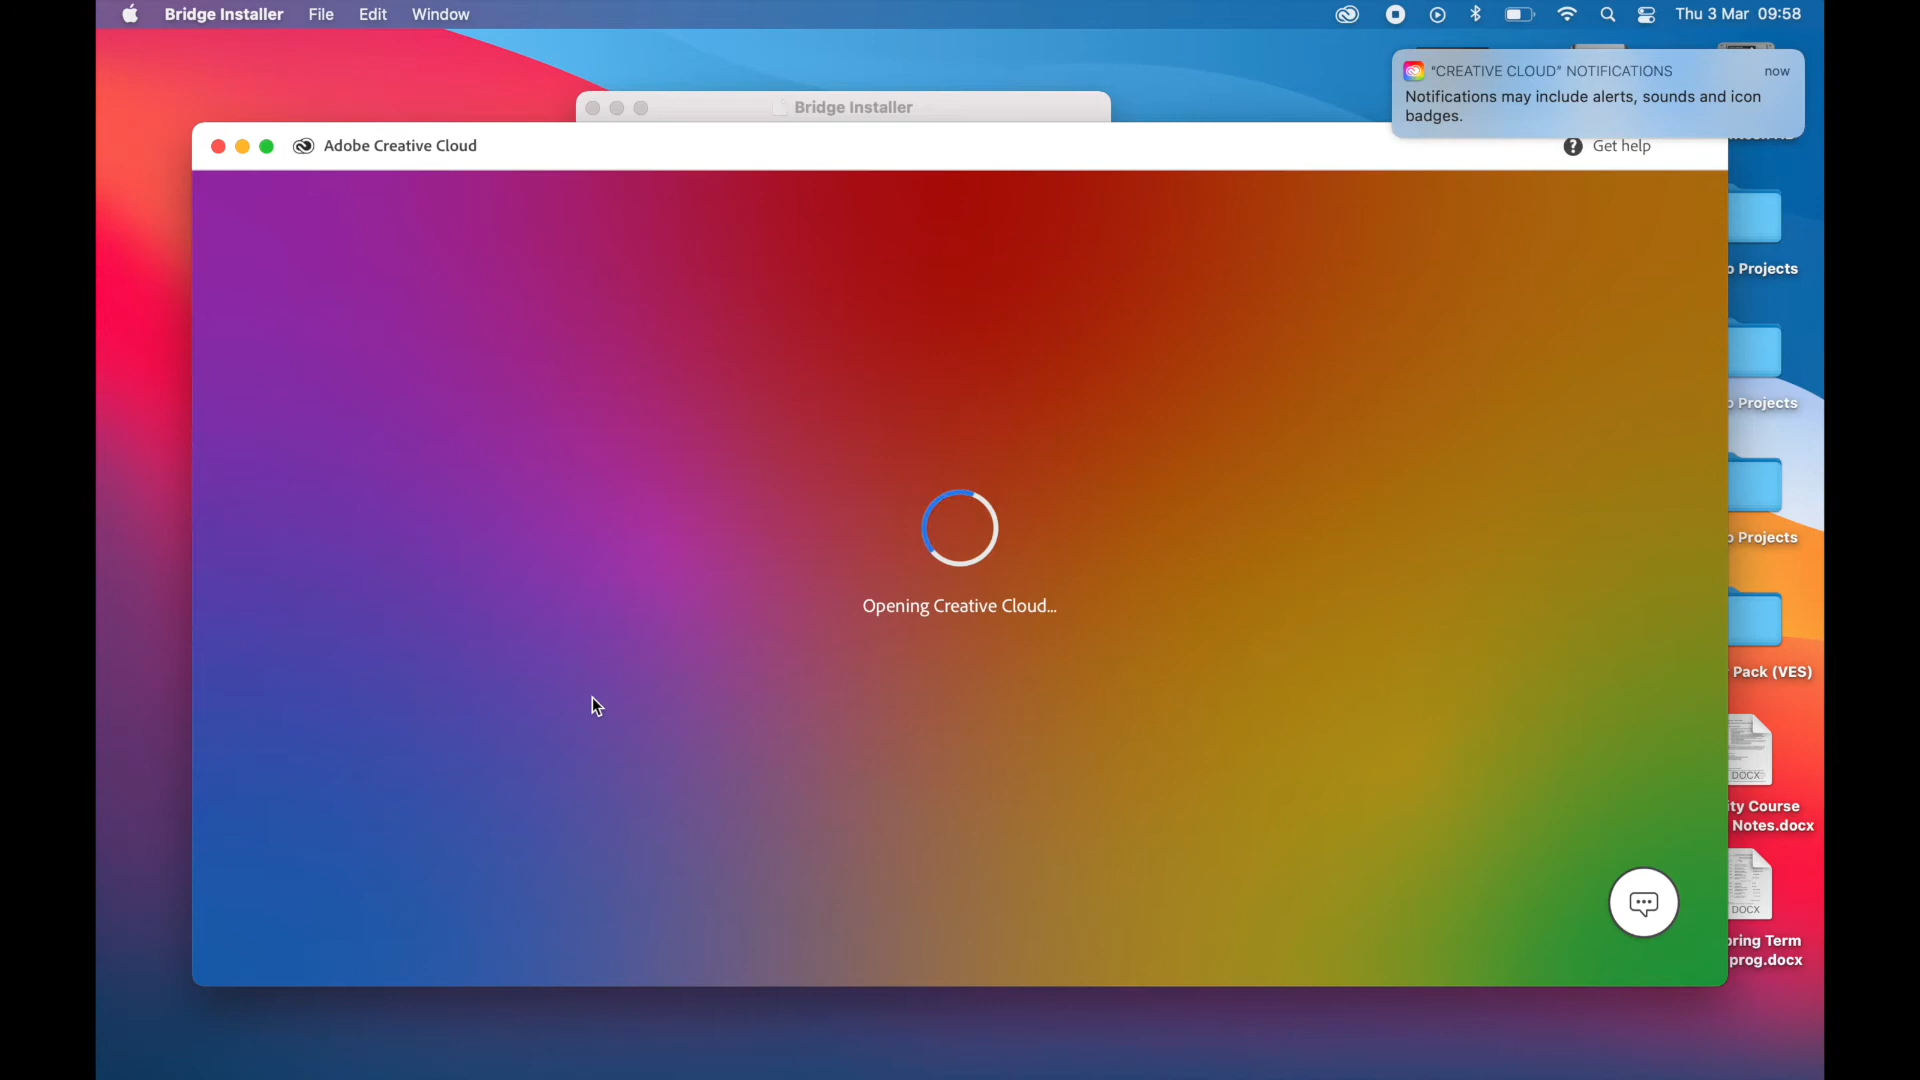 Bridge Installer File Edit Window Thu 3 Mar 09:58
"CREATIVE CLOUD" NOTIFICATIONS now
Notifications may include alerts, sounds and icon
badges.
Bridge Installer
Adobe Creative Cloud
? Get help
o Projects
o Projects
o Projects
Pack (VES)
DOCX
ity Course
Notes.docx
DOCX
oring Term
prog.docx
Opening Creative Cloud...